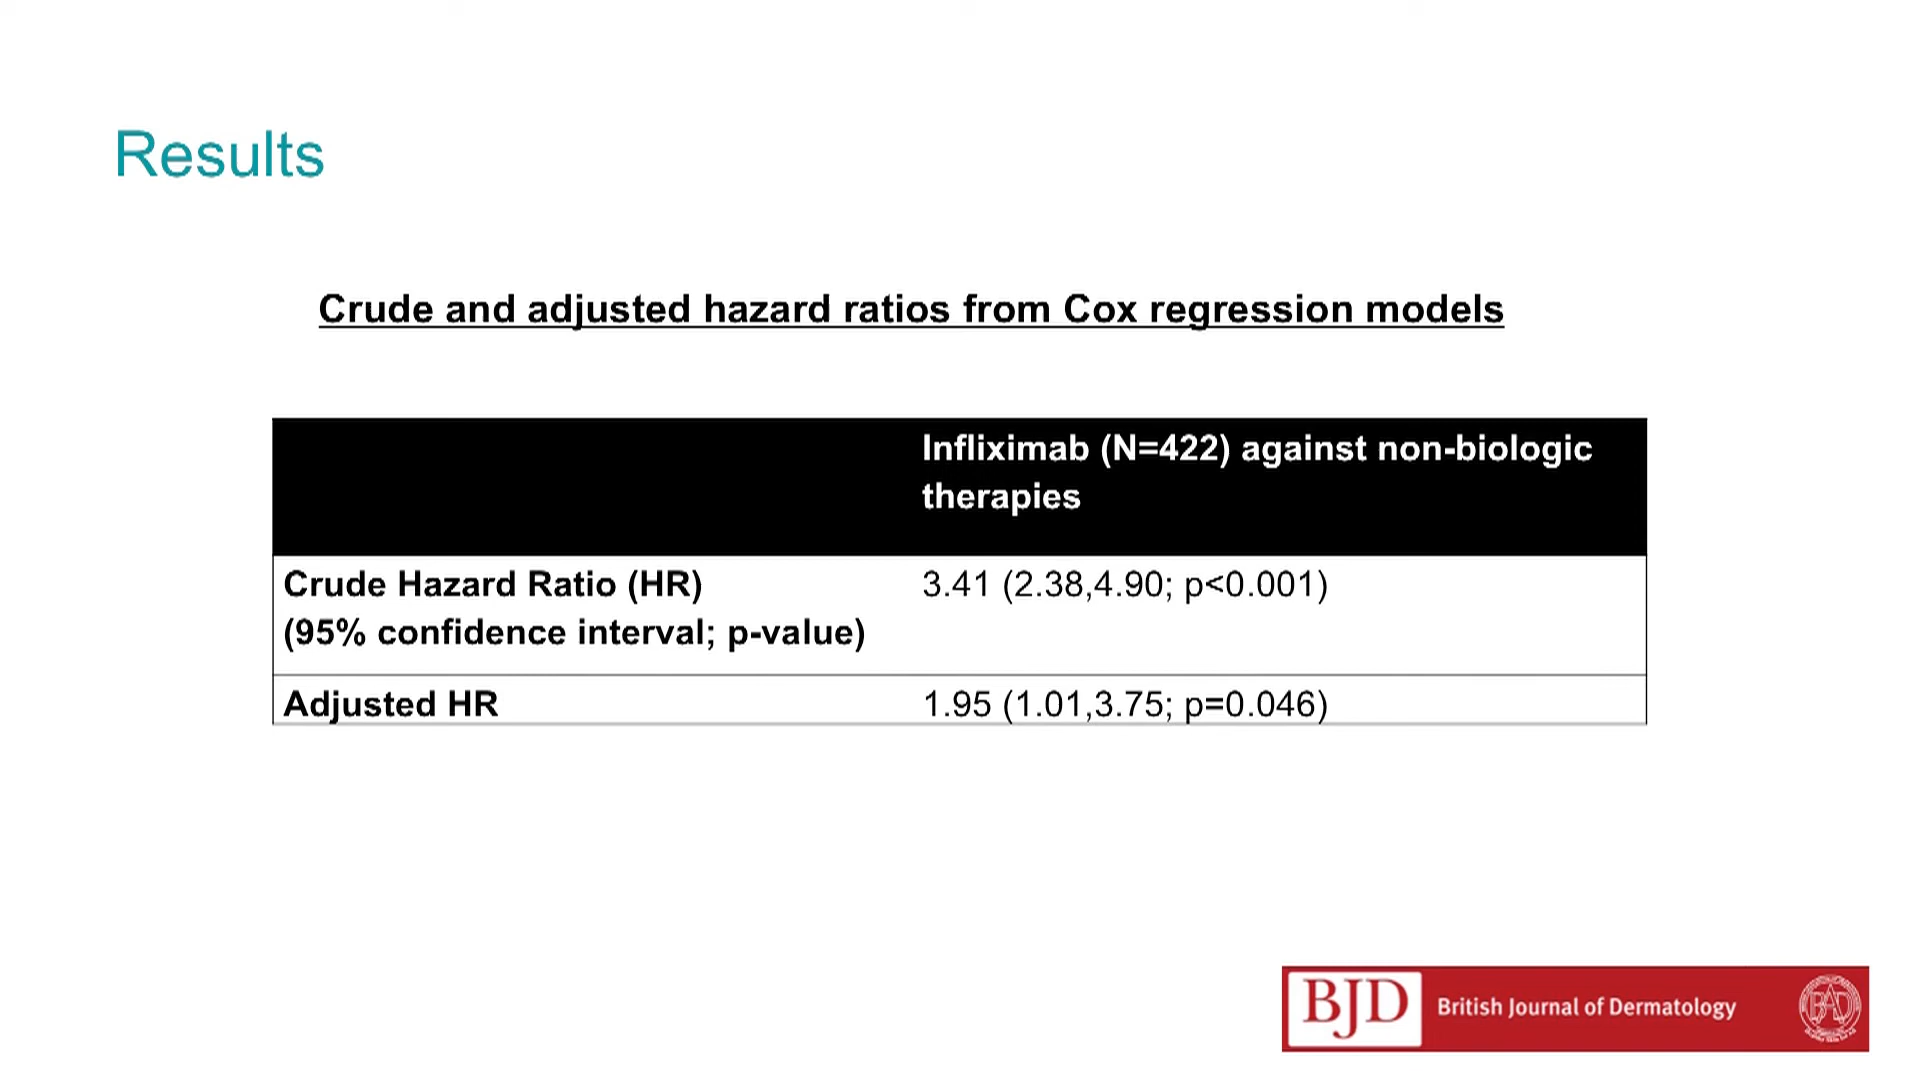 Results
Crude and adjusted hazard ratios from Cox regression models
Infliximab (N=422) against non-biologic
therapies
Crude Hazard Ratio (HR)
3.41 (2.38,4.90; p<0.001)
(95% confidence interval; p-value)
Adjusted HR
1.95 (1.01,3.75; p=0.046)
BJD
British Journal of Dermatology
BAD